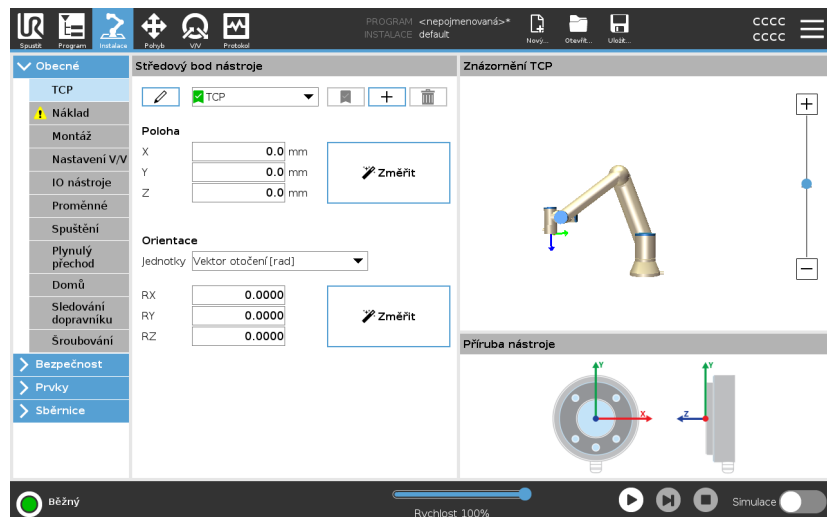 UR
Spustit
Program
Instalace
Pohyb
V/V
Protokol
PROGRAM <nepojmenovaná>*
INSTALACE default
Nový...
Otevřít...
Uložit...
CCCC
CCCC
Obecné
TCP
Náklad
Montáž
Nastavení V/V
IO nástroje
Proměnné
Spuštění
Plynulý
přechod
Domů
Sledování
dopravníku
Šroubování
Bezpečnost
Prvky
Sběrnice
Středový bod nástroje
TCP
Poloha
X 0.0 mm
Y 0.0 mm
Z 0.0 mm
Změřit
Orientace
Jednotky Vektor otočení [rad]
RX 0.0000
RY 0.0000
RZ 0.0000
Změřit
Znázornění TCP
Příruba nástroje
Y
X
Y
Z
Běžný
Rychlost 100%
Simulace